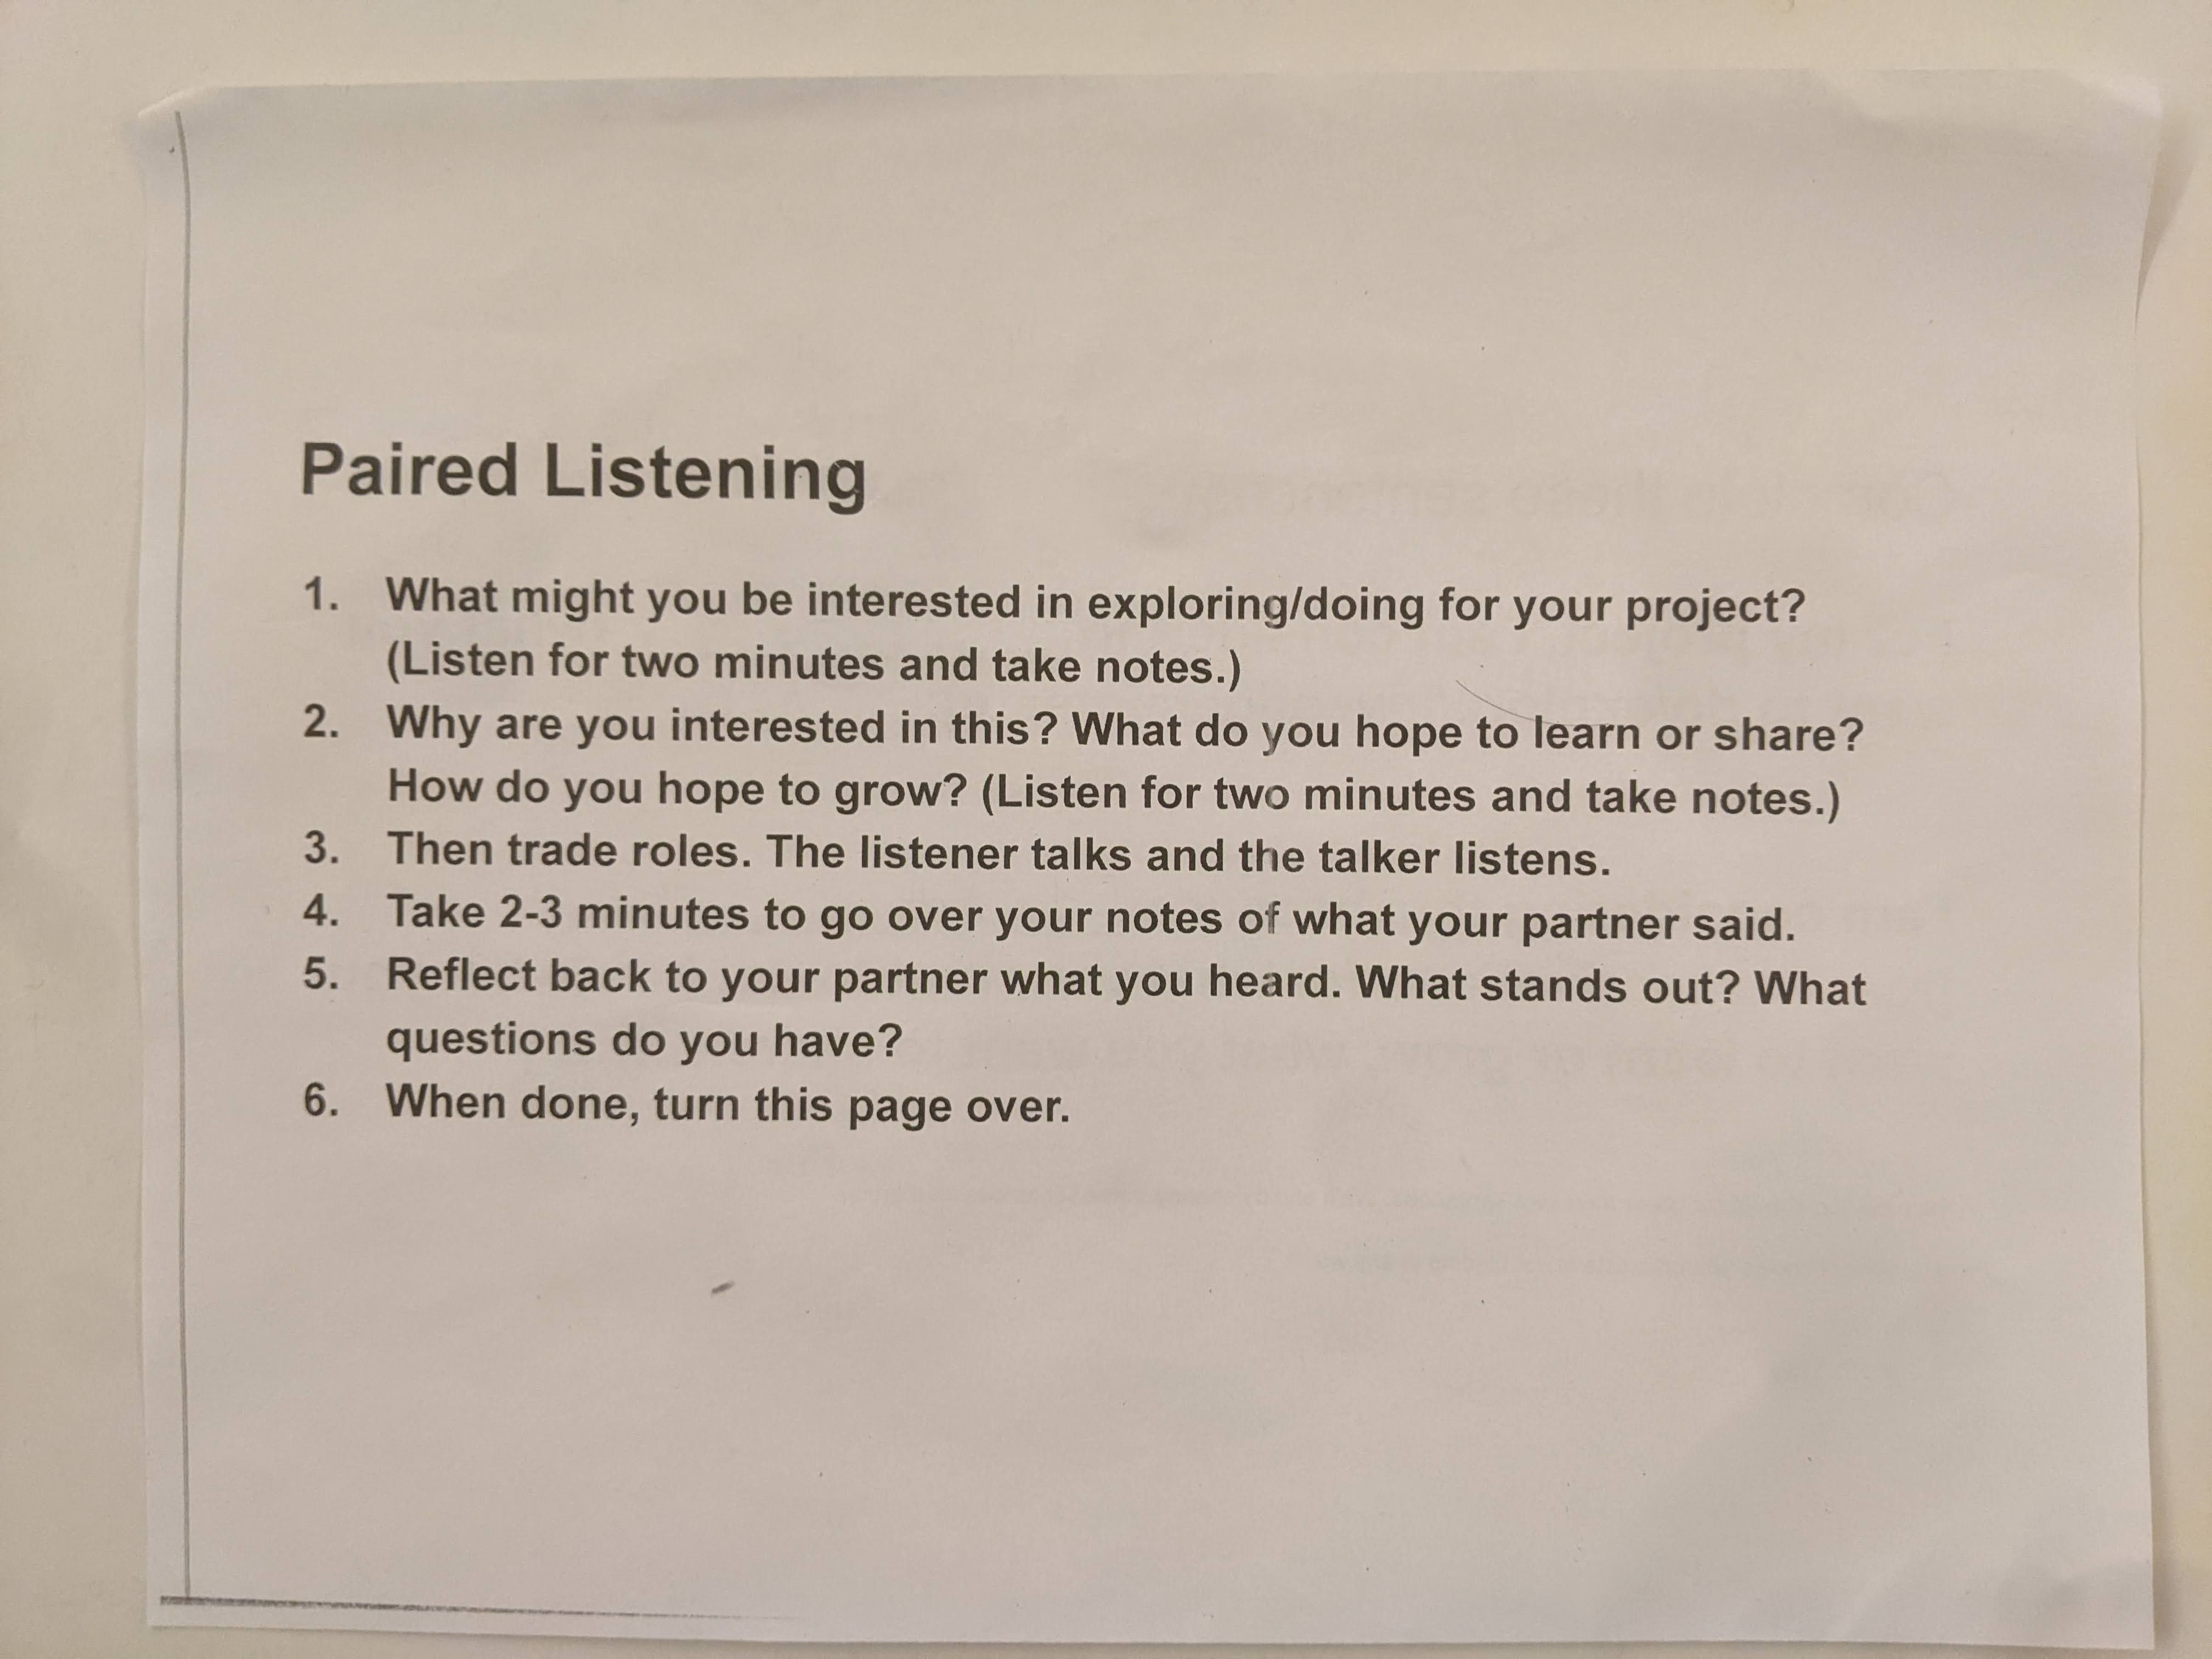 Paired Listening
1. What might you be interested in exploring/doing for your project?
(Listen for two minutes and take notes.)
2. Why are you interested in this? What do you hope to learn or share?
How do you hope to grow? (Listen for two minutes and take notes.)
3. Then trade roles. The listener talks and the talker listens.
4. Take 2-3 minutes to go over your notes of what your partner said.
5. Reflect back to your partner what you heard. What stands out? What
questions do you have?
6. When done, turn this page over.